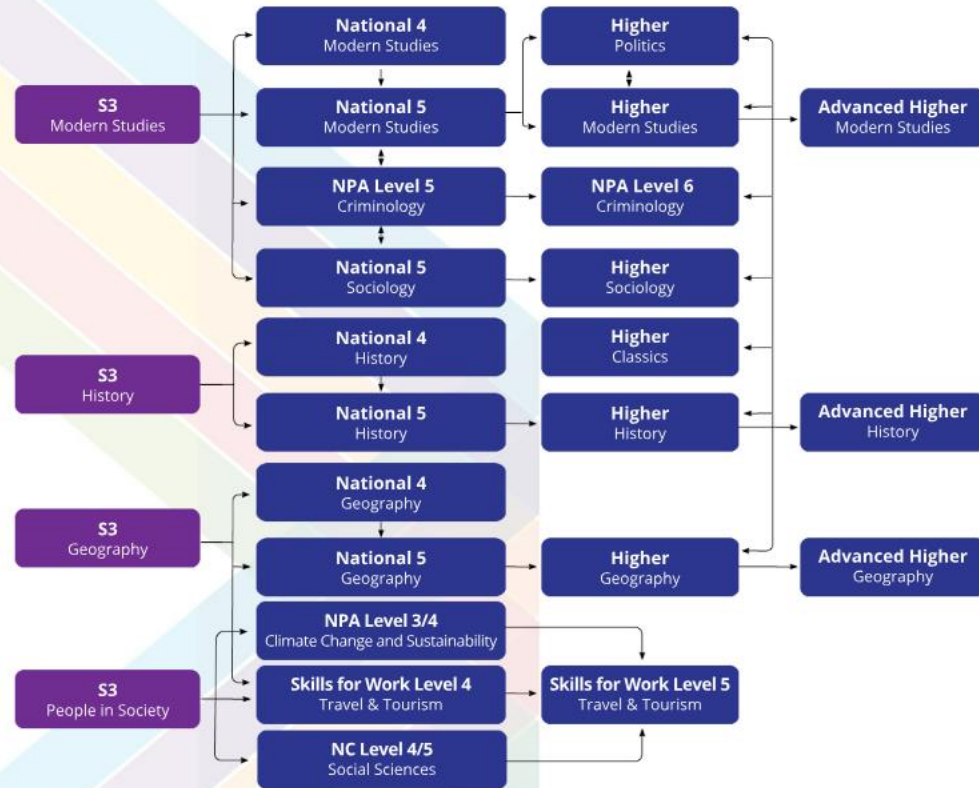 National 4
Modern Studies
Higher
Politics
S3
Modern Studies
National 5
Modern Studies
Higher
Modern Studies
Advanced Higher
Modern Studies
NPA Level 5
Criminology
NPA Level 6
Criminology
National 5
Sociology
Higher
Sociology
National 4
History
Higher
Classics
S3
History
National 5
History
Higher
History
Advanced Higher
History
National 4
Geography
S3
Geography
National 5
Geography
Higher
Geography
Advanced Higher
Geography
NPA Level 3/4
Climate Change and Sustainability
S3
People in Society
Skills for Work Level 4
Travel & Tourism
Skills for Work Level 5
Travel & Tourism
NC Level 4/5
Social Sciences